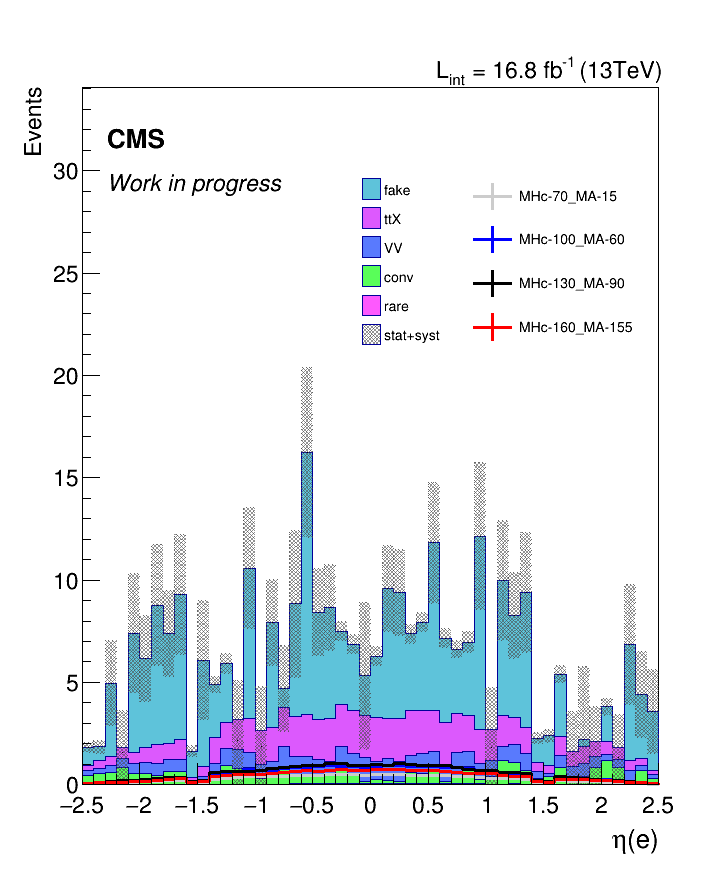 L_int = 16.8 fb^-1 (13TeV)
Events
CMS
Work in progress
fake
ttX
VV
conv
rare
stat+syst
MHc-70_MA-15
MHc-100_MA-60
MHc-130_MA-90
MHc-160_MA-155
30
25
20
15
10
5
0
−2.5 −2 −1.5 −1 −0.5 0 0.5 1 1.5 2 2.5
η(e)